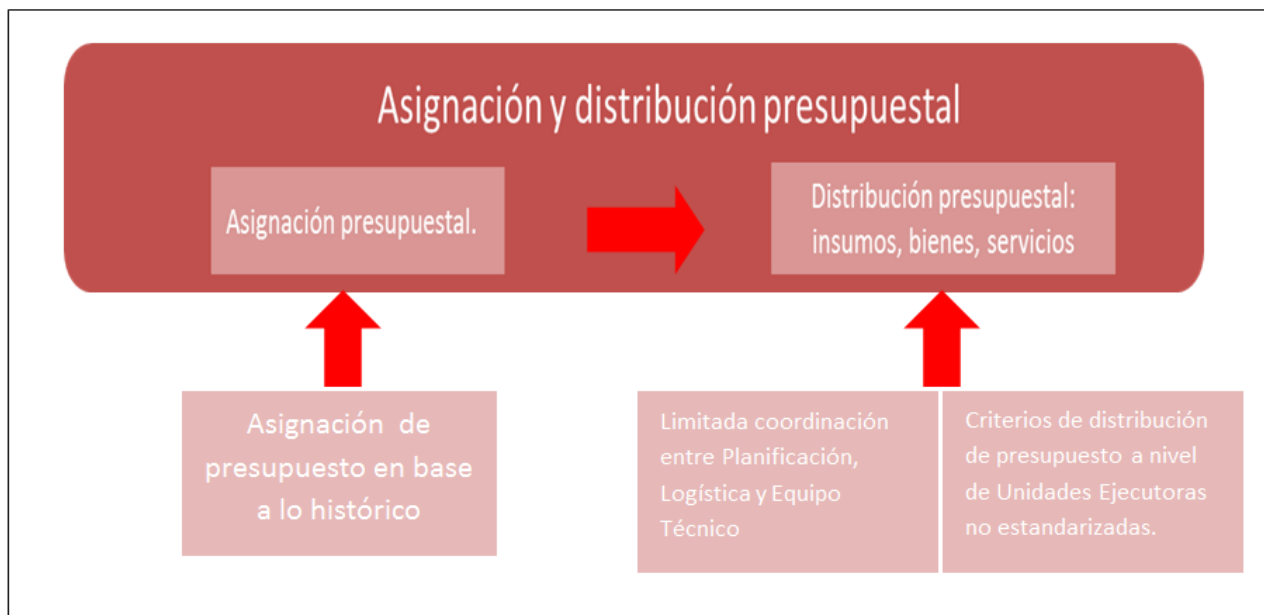 Asignación y distribución presupuestal
Asignación presupuestal.
Distribución presupuestal:
insumos, bienes, servicios
Asignación de
presupuesto en base
a lo histórico
Limitada coordinación
entre Planificación,
Logística y Equipo
Técnico
Criterios de distribución
de presupuesto a nivel
de Unidades Ejecutoras
no estandarizadas.